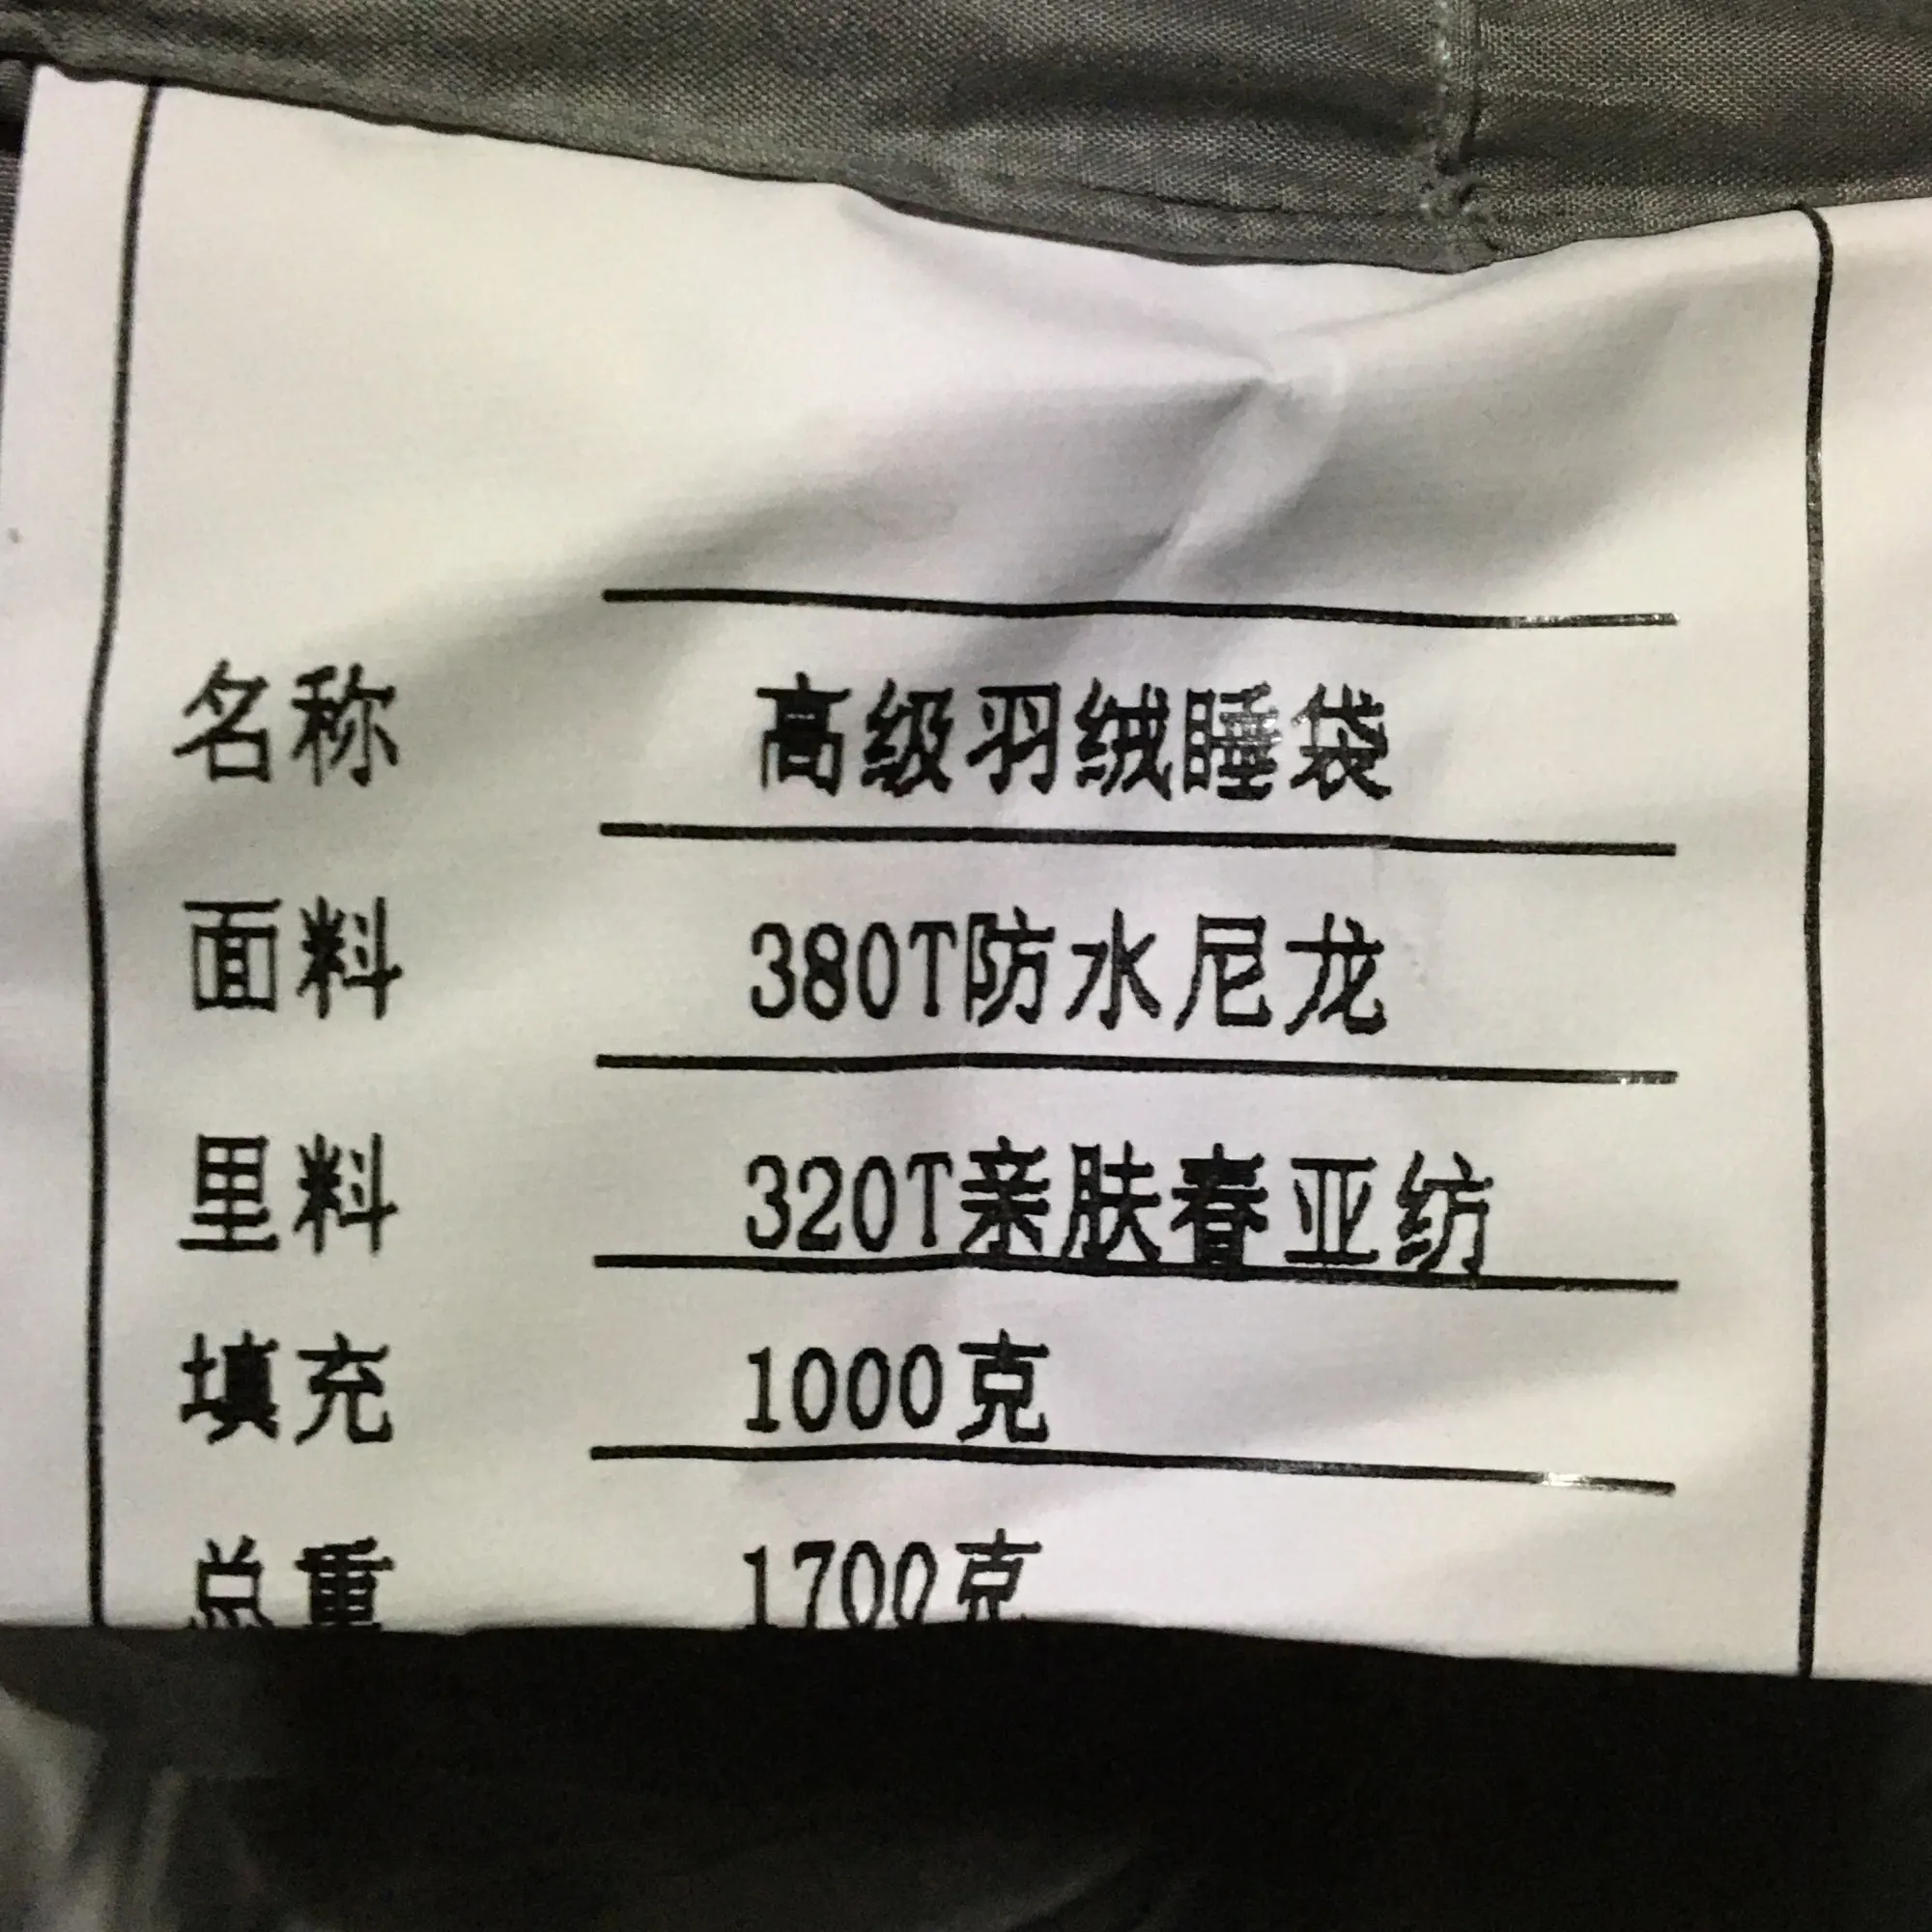 名称 高级羽绒睡袋
面料 380T防水尼龙
里料 320T亲肤春亚纺
填充 1000克
总重 1700克